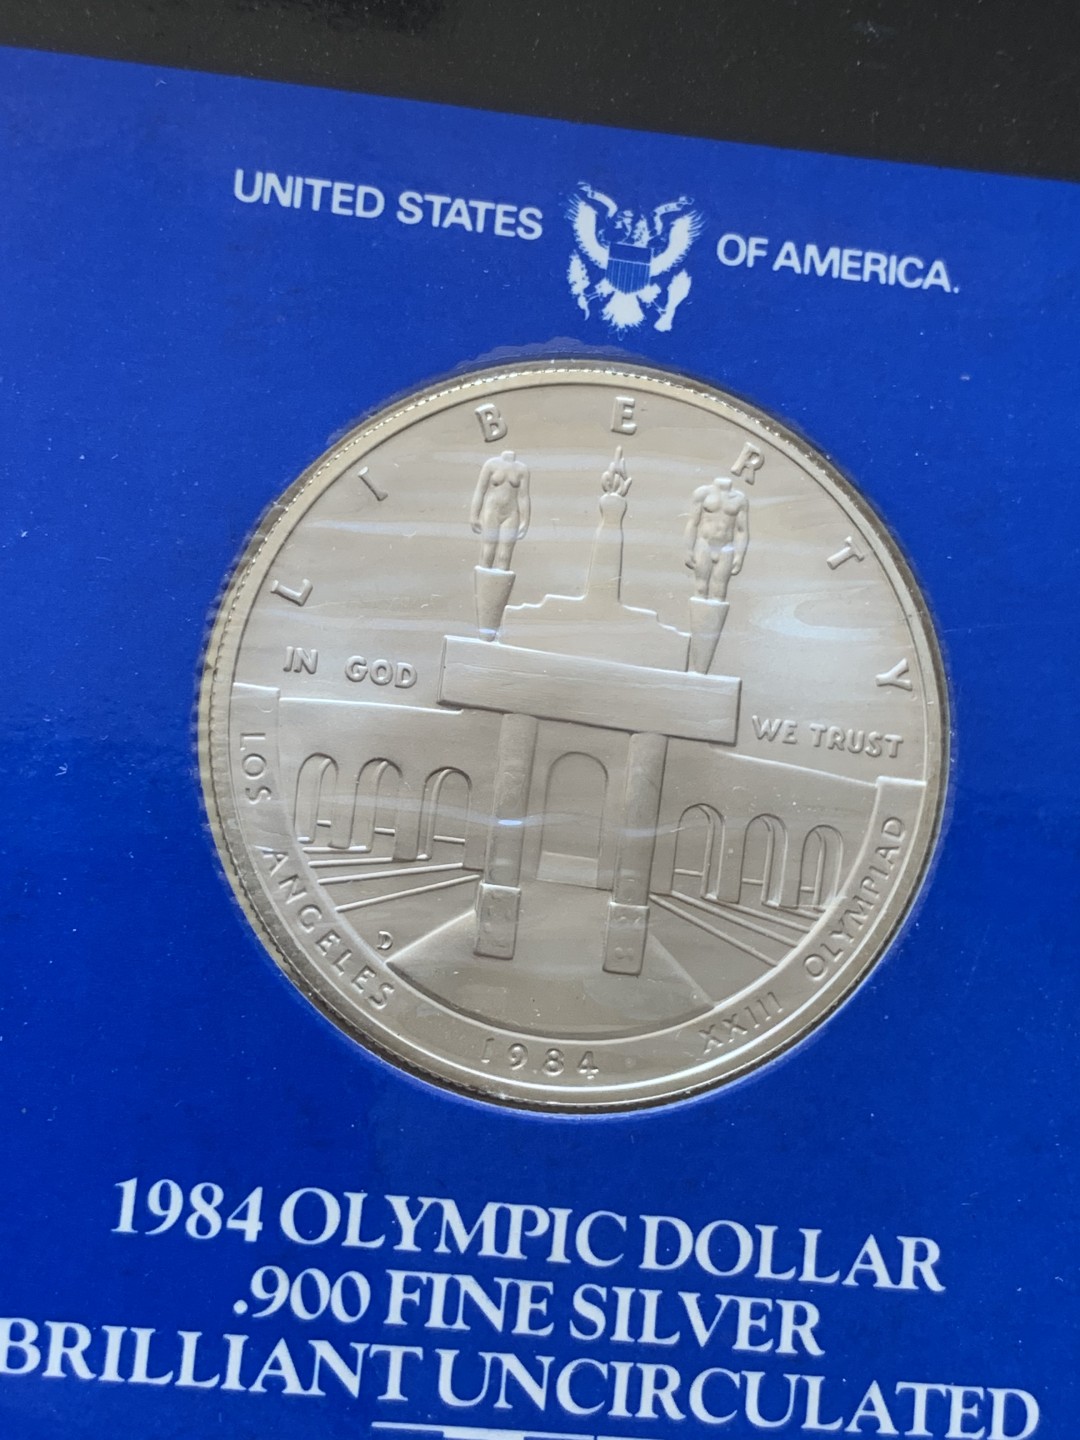 UNITED STATES OF AMERICA.
LIBERTY
IN GOD WE TRUST
LOS ANGELES XXIII OLYMPIAD
D
1984
1984 OLYMPIC DOLLAR
.900 FINE SILVER
BRILLIANT UNCIRCULATED